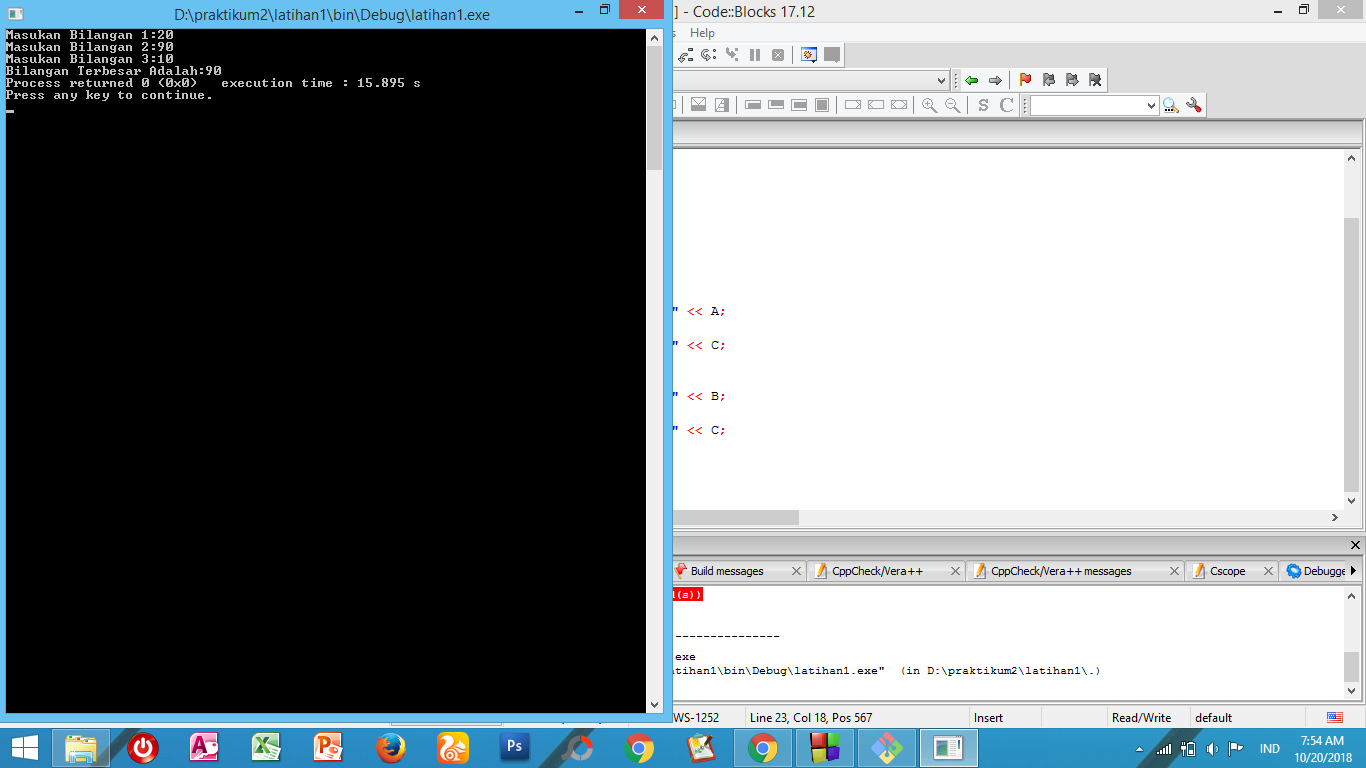 D:\praktikum2\latihan1\bin\Debug\latihan1.exe
Masukan Bilangan 1:20
Masukan Bilangan 2:90
Masukan Bilangan 3:10
Bilangan Terbesar Adalah:90
Process returned 0 (0x0)   execution time : 15.895 s
Press any key to continue.
] - Code::Blocks 17.12
Help
S C
" << A;
" << C;
" << B;
" << C;
Build messages CppCheck/Vera++ CppCheck/Vera++ messages Cscope Debugge
(s))
---------------
exe
tihan1\bin\Debug\latihan1.exe"  (in D:\praktikum2\latihan1\.)
WS-1252 Line 23, Col 18, Pos 567 Insert Read/Write default
Ps
IND
7:54 AM
10/20/2018